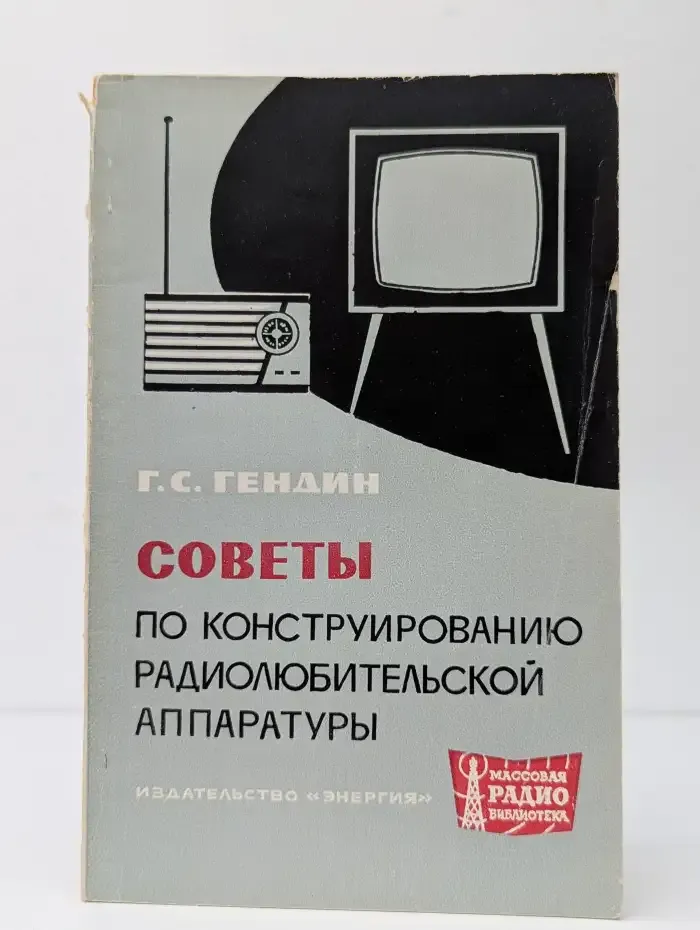 Г.С. ГЕНДИН
СОВЕТЫ
ПО КОНСТРУИРОВАНИЮ
РАДИОЛЮБИТЕЛЬСКОЙ
АППАРАТУРЫ
ИЗДАТЕЛЬСТВО «ЭНЕРГИЯ»
МАССОВАЯ
РАДИО
БИБЛИОТЕКА